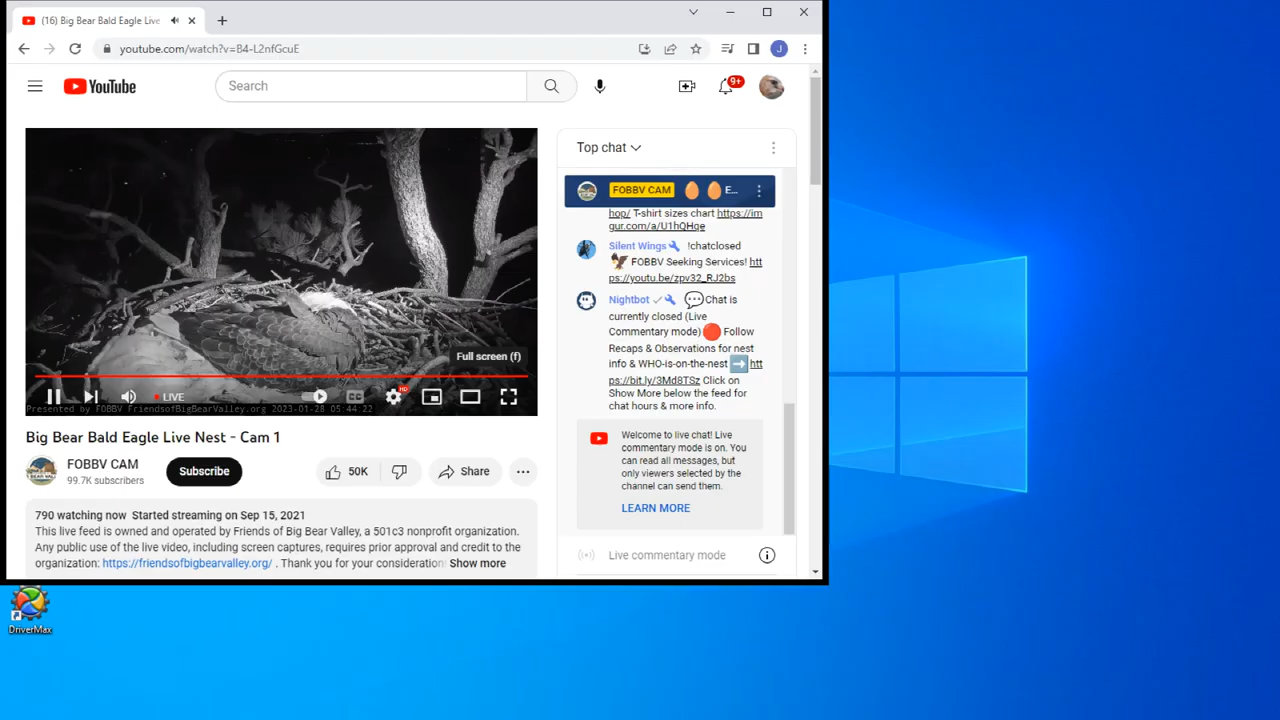 (16) Big Bear Bald Eagle Live
youtube.com/watch?v=B4-L2nfGcuE
YouTube
Search
9+
J
Full screen (f)
HD
LIVE
CC
Presented by FOBBV FriendsofBigBearValley.org 2023-01-28 05:44:22
Big Bear Bald Eagle Live Nest - Cam 1
FOBBV CAM
99.7K subscribers
Subscribe
50K
Share
790 watching now Started streaming on Sep 15, 2021
This live feed is owned and operated by Friends of Big Bear Valley, a 501c3 nonprofit organization.
Any public use of the live video, including screen captures, requires prior approval and credit to the
organization: https://friendsofbigbearvalley.org/ . Thank you for your consideration Show more
Top chat
FOBBV CAM E...
hop/ T-shirt sizes chart https://im
gur.com/a/U1hQHqe
Silent Wings !chatclosed
FOBBV Seeking Services! htt
ps://youtu.be/zpv32_RJ2bs
Nightbot Chat is
currently closed (Live
Commentary mode) Follow
Recaps & Observations for nest
info & WHO-is-on-the-nest htt
ps://bit.ly/3Md8TSz Click on
Show More below the feed for
chat hours & more info.
Welcome to live chat! Live
commentary mode is on. You
can read all messages, but
only viewers selected by the
channel can send them.
LEARN MORE
Live commentary mode
DriverMax